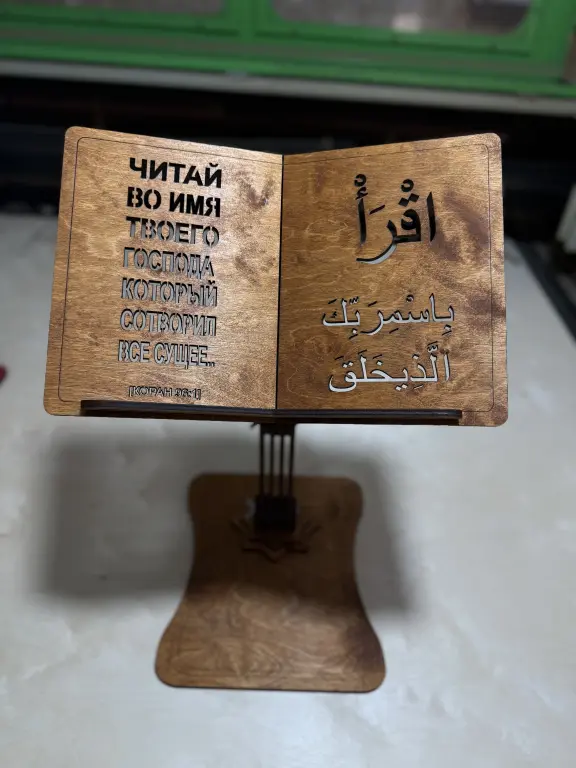 ЧИТАЙ
ВО ИМЯ
ТВОЕГО
ГОСПОДА
КОТОРЫЙ
СОТВОРИЛ
ВСЕ СУЩЕЕ...
[КОРАН 96:1]
اقْرَأْ
بِاسْمِ رَبِّكَ
الَّذِي خَلَقَ